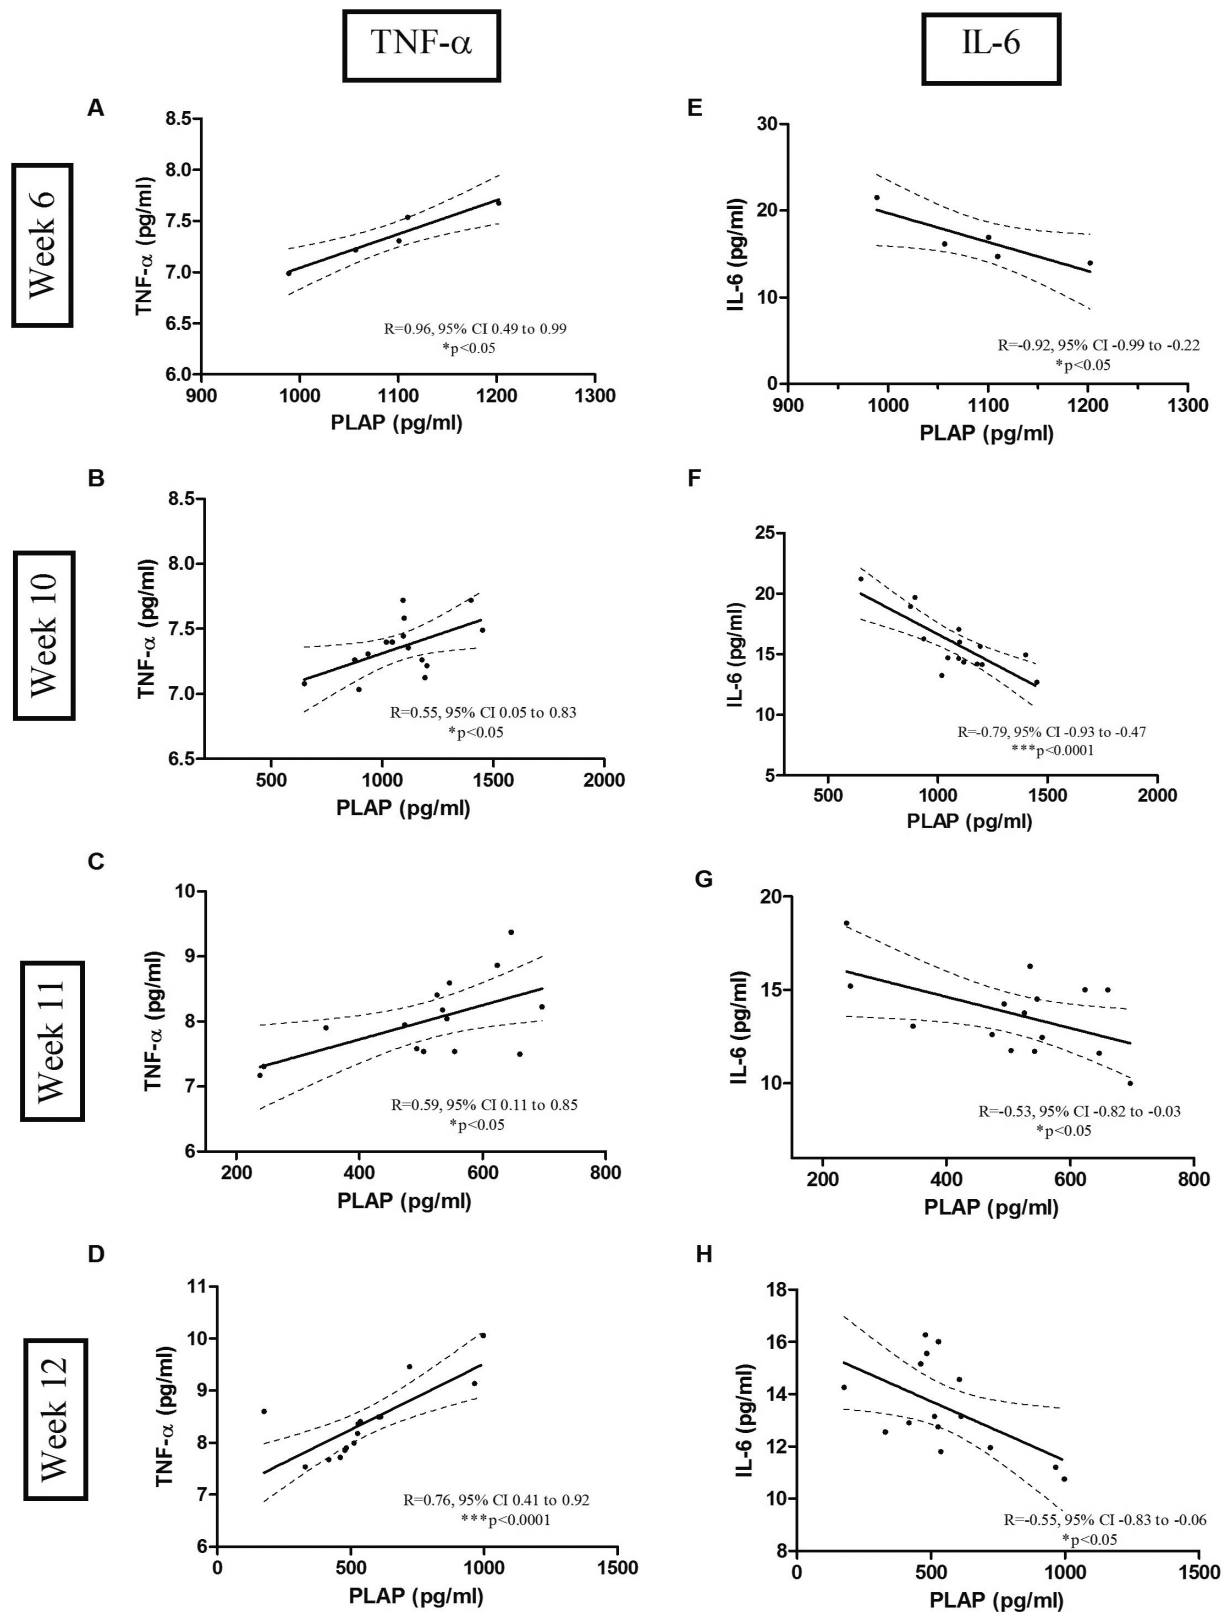 TNF-α
IL-6
Week 6
A
8.5
8.0
7.5
7.0
6.5
6.0
TNF-α (pg/ml)
R=0.96, 95% CI 0.49 to 0.99
*p<0.05
900
1000
1100
1200
1300
PLAP (pg/ml)
E
30
20
10
0
IL-6 (pg/ml)
R=-0.92, 95% CI -0.99 to -0.22
*p<0.05
900
1000
1100
1200
1300
PLAP (pg/ml)
Week 10
B
8.5
8.0
7.5
7.0
6.5
TNF-α (pg/ml)
R=0.55, 95% CI 0.05 to 0.83
*p<0.05
500
1000
1500
2000
PLAP (pg/ml)
F
25
20
15
10
5
IL-6 (pg/ml)
R=-0.79, 95% CI -0.93 to -0.47
***p<0.0001
500
1000
1500
2000
PLAP (pg/ml)
Week 11
C
10
9
8
7
6
TNF-α (pg/ml)
R=0.59, 95% CI 0.11 to 0.85
*p<0.05
200
400
600
800
PLAP (pg/ml)
G
20
15
10
IL-6 (pg/ml)
R=-0.53, 95% CI -0.82 to -0.03
*p<0.05
200
400
600
800
PLAP (pg/ml)
Week 12
D
11
10
9
8
7
6
TNF-α (pg/ml)
R=0.76, 95% CI 0.41 to 0.92
***p<0.0001
0
500
1000
1500
PLAP (pg/ml)
H
18
16
14
12
10
8
IL-6 (pg/ml)
R=-0.55, 95% CI -0.83 to -0.06
*p<0.05
0
500
1000
1500
PLAP (pg/ml)